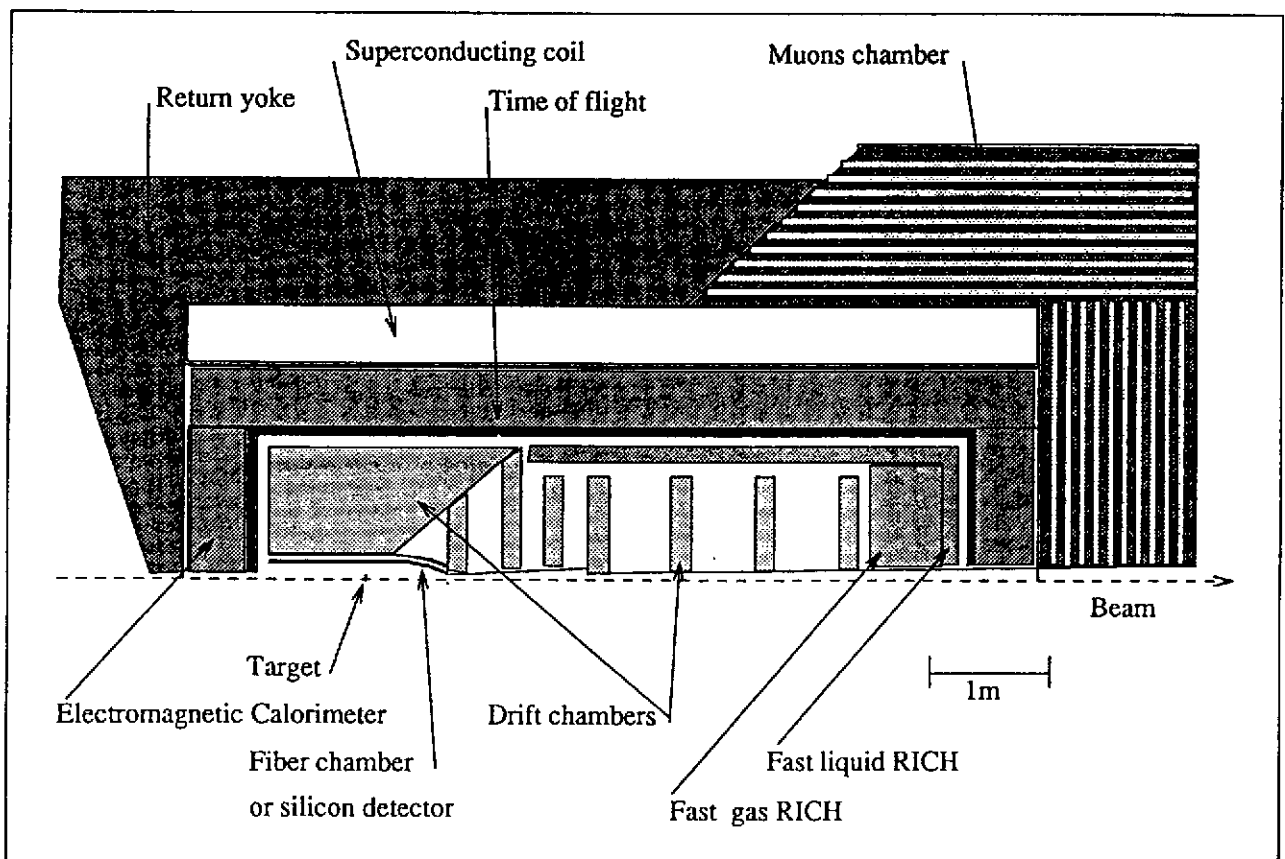 Superconducting coil
Muons chamber
Return yoke
Time of flight
Beam
Target
1m
Electromagnetic Calorimeter
Drift chambers
Fiber chamber
or silicon detector
Fast liquid RICH
Fast gas RICH